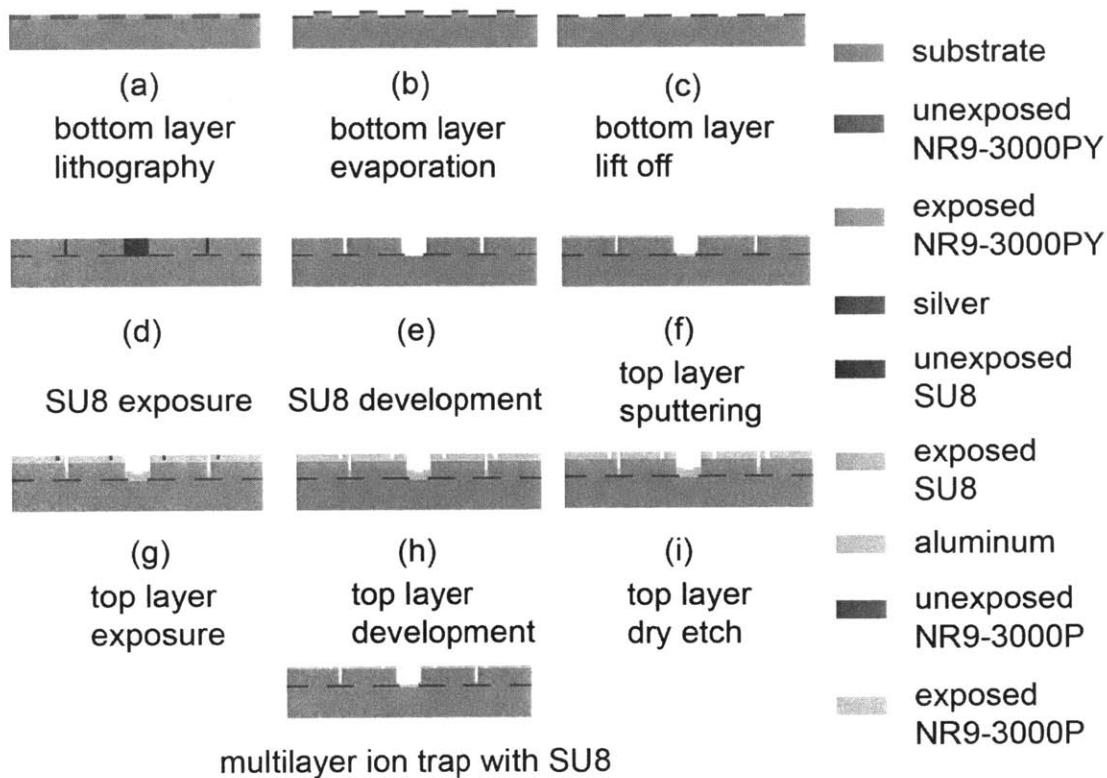 (a)
bottom layer
lithography
(b)
bottom layer
evaporation
(c)
bottom layer
lift off
(d)
SU8 exposure
(e)
SU8 development
(f)
top layer
sputtering
(g)
top layer
exposure
(h)
top layer
development
(i)
top layer
dry etch
multilayer ion trap with SU8
substrate
unexposed
NR9-3000PY
exposed
NR9-3000PY
silver
unexposed
SU8
exposed
SU8
aluminum
unexposed
NR9-3000P
exposed
NR9-3000P